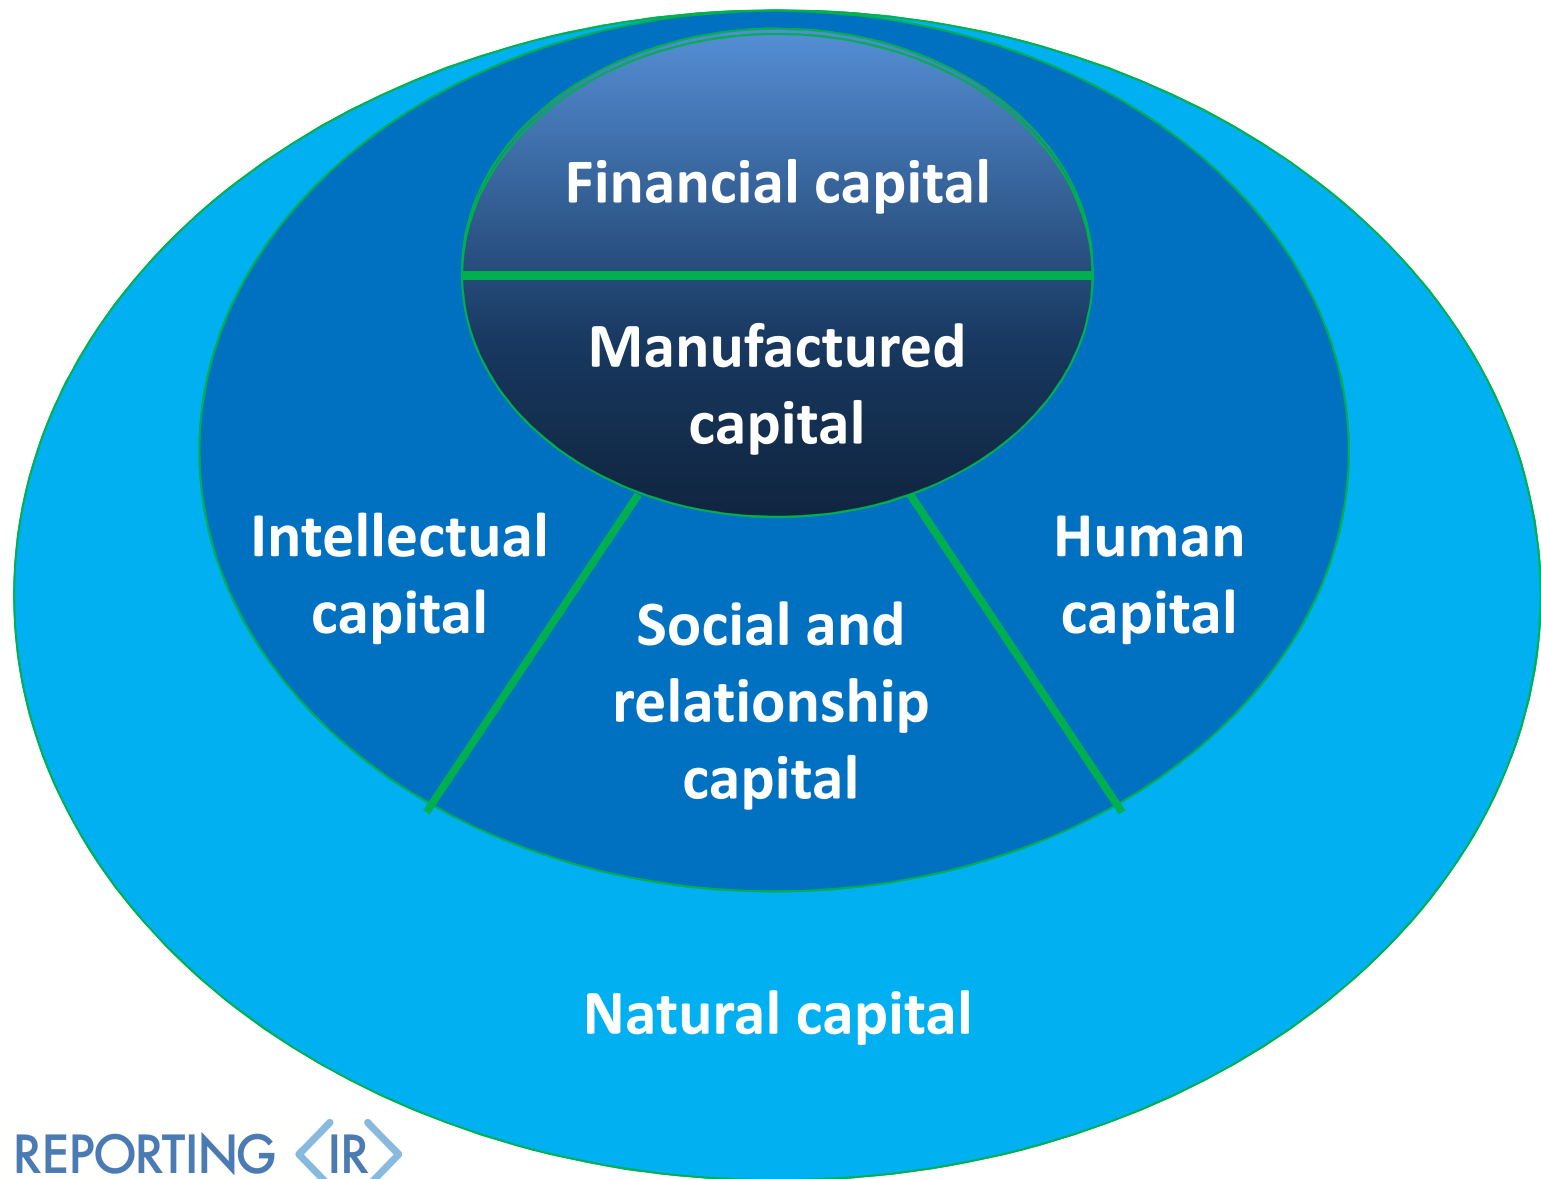 Financial capital
Manufactured
capital
Intellectual
capital
Human
capital
Social and
relationship
capital
Natural capital
REPORTING ⟨IR⟩